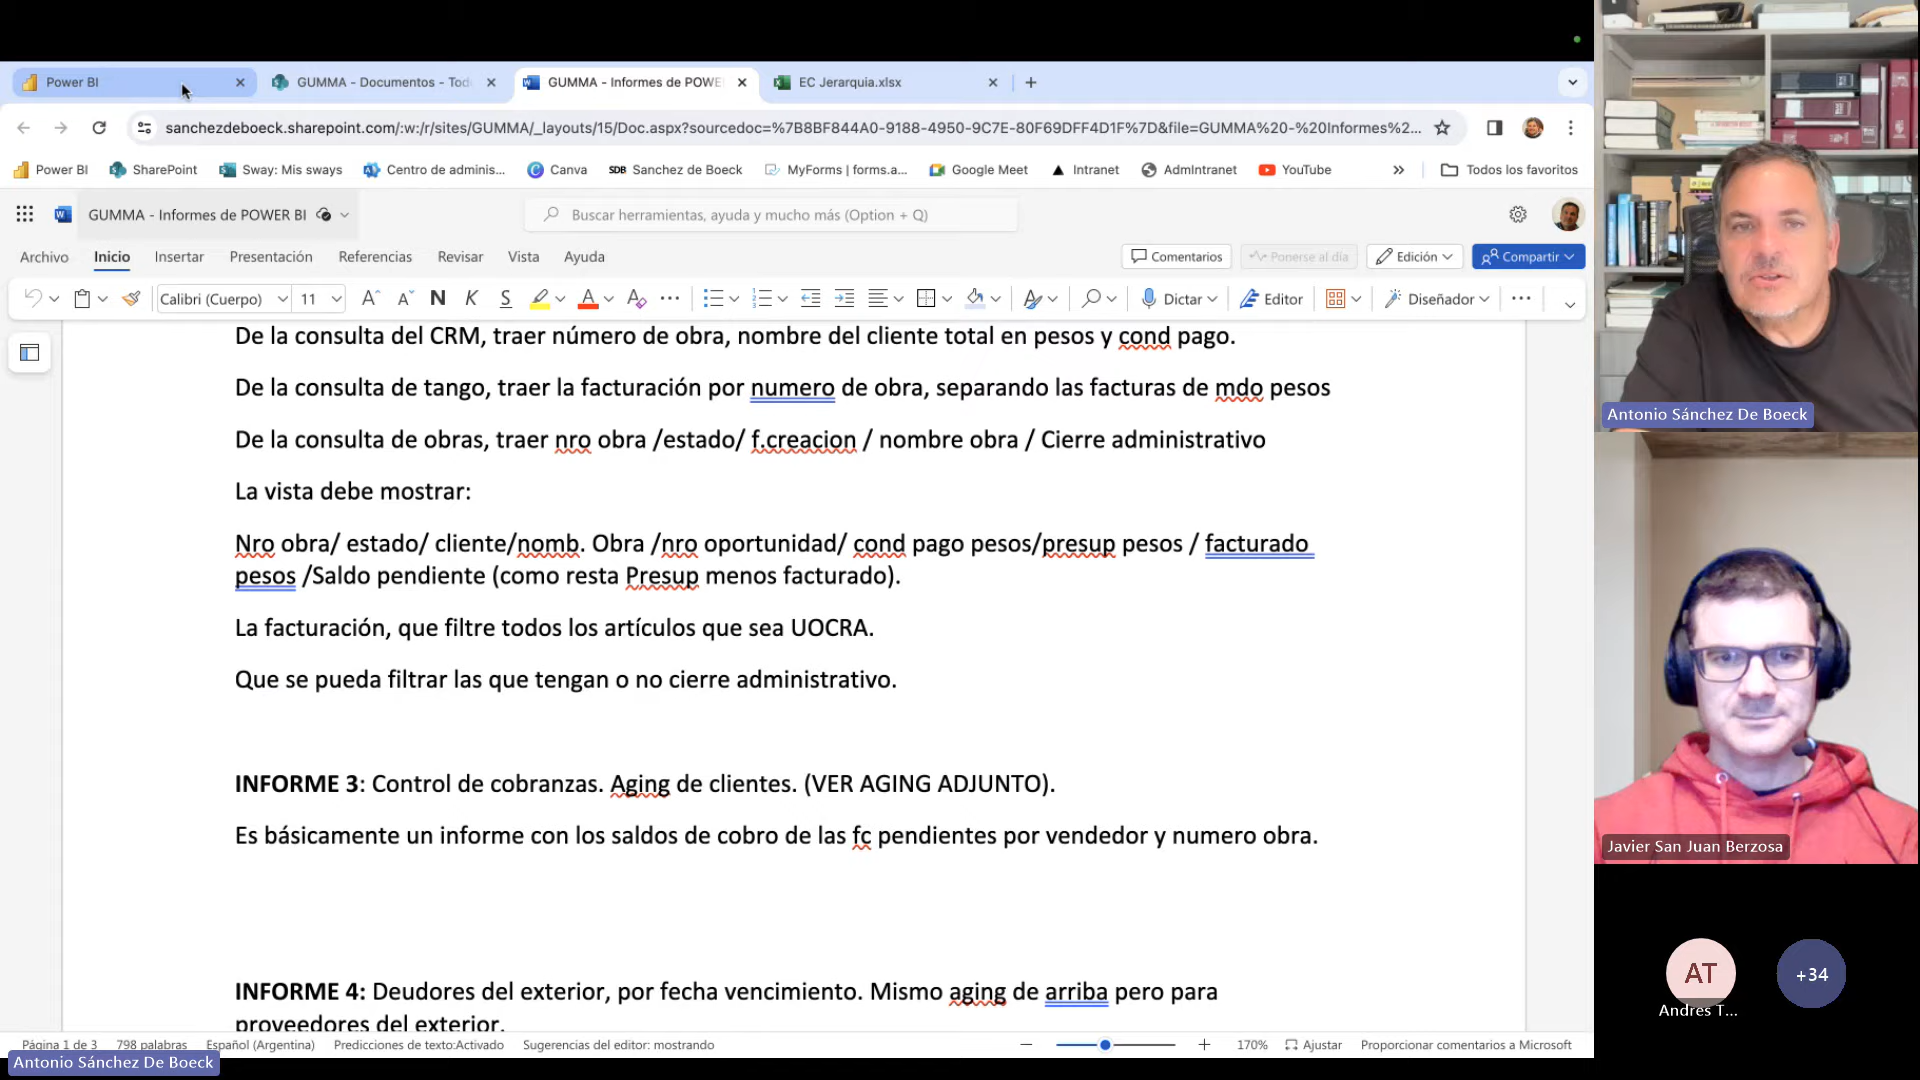 Power BI
GUMMA - Documentos - Tod
GUMMA - Informes de POWE
EC Jerarquia.xlsx
sanchezdeboeck.sharepoint.com/:w:/r/sites/GUMMA/_layouts/15/Doc.aspx?sourcedoc=%7B8BF844A0-9188-4950-9C7E-80F69DFF4D1F%7D&file=GUMMA%20-%20Informes%2...
Power BI
SharePoint
Sway: Mis sways
Centro de adminis...
Canva
SDB Sanchez de Boeck
MyForms | forms.a...
Google Meet
Intranet
AdmIntranet
YouTube
Todos los favoritos
GUMMA - Informes de POWER BI
Buscar herramientas, ayuda y mucho más (Option + Q)
Archivo
Inicio
Insertar
Presentación
Referencias
Revisar
Vista
Ayuda
Comentarios
Ponerse al día
Edición
Compartir
Calibri (Cuerpo)
11
N
K
S
Dictar
Editor
Diseñador
De la consulta del CRM, traer número de obra, nombre del cliente total en pesos y cond pago.
De la consulta de tango, traer la facturación por numero de obra, separando las facturas de mdo pesos
De la consulta de obras, traer nro obra /estado/ f.creacion / nombre obra / Cierre administrativo
La vista debe mostrar:
Nro obra/ estado/ cliente/nomb. Obra /nro oportunidad/ cond pago pesos/presup pesos / facturado
pesos /Saldo pendiente (como resta Presup menos facturado).
La facturación, que filtre todos los artículos que sea UOCRA.
Que se pueda filtrar las que tengan o no cierre administrativo.
INFORME 3: Control de cobranzas. Aging de clientes. (VER AGING ADJUNTO).
Es básicamente un informe con los saldos de cobro de las fc pendientes por vendedor y numero obra.
INFORME 4: Deudores del exterior, por fecha vencimiento. Mismo aging de arriba pero para
proveedores del exterior.
Página 1 de 3
798 palabras
Español (Argentina)
Predicciones de texto:Activado
Sugerencias del editor: mostrando
170%
Ajustar
Proporcionar comentarios a Microsoft
Antonio Sánchez De Boeck
Antonio Sánchez De Boeck
Javier San Juan Berzosa
AT
Andres T...
+34